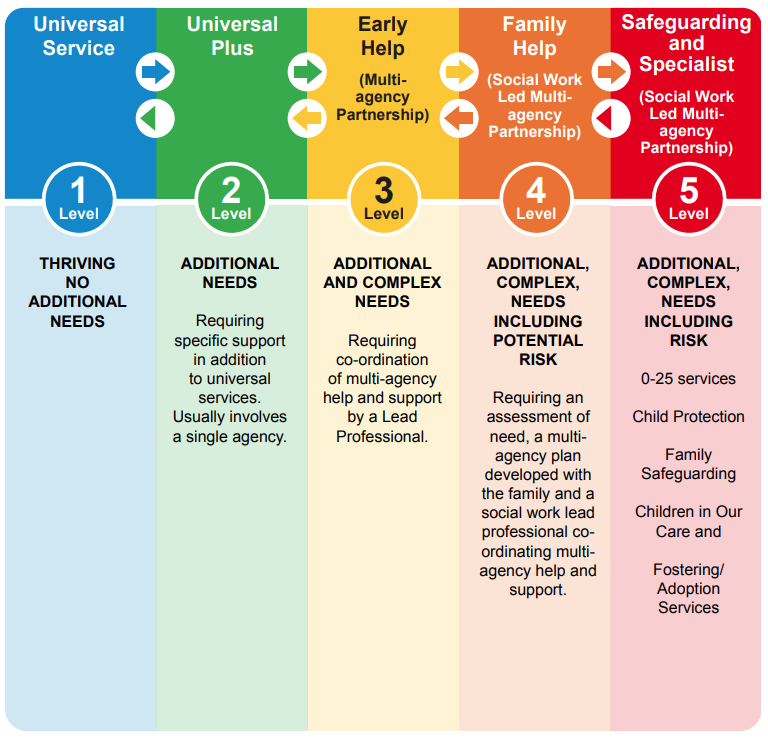 Universal
Service
Universal
Plus
Early
Help
(Multi-
agency
Partnership)
Family
Help
(Social Work
Led Multi-
agency
Partnership)
Safeguarding
and
Specialist
(Social Work
Led Multi-
agency
Partnership)
1
Level
2
Level
3
Level
4
Level
5
Level
THRIVING
NO
ADDITIONAL
NEEDS
ADDITIONAL
NEEDS
Requiring
specific support
in addition
to universal
services.
Usually involves
a single agency.
ADDITIONAL
AND COMPLEX
NEEDS
Requiring
co-ordination
of multi-agency
help and support
by a Lead
Professional.
ADDITIONAL,
COMPLEX,
NEEDS
INCLUDING
POTENTIAL
RISK
Requiring an
assessment of
need, a multi-
agency plan
developed with
the family and a
social work lead
professional co-
ordinating multi-
agency help and
support.
ADDITIONAL,
COMPLEX,
NEEDS
INCLUDING
RISK
0-25 services
Child Protection
Family
Safeguarding
Children in Our
Care and
Fostering/
Adoption
Services